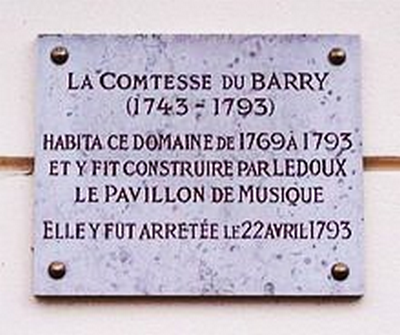 LA COMTESSE DU BARRY
(1743 - 1793)
HABITA CE DOMAINE DE 1769 À 1793
ET Y FIT CONSTRUIRE PAR LEDOUX
LE PAVILLON DE MUSIQUE
ELLE Y FUT ARRÊTÉE LE 22 AVRIL 1793